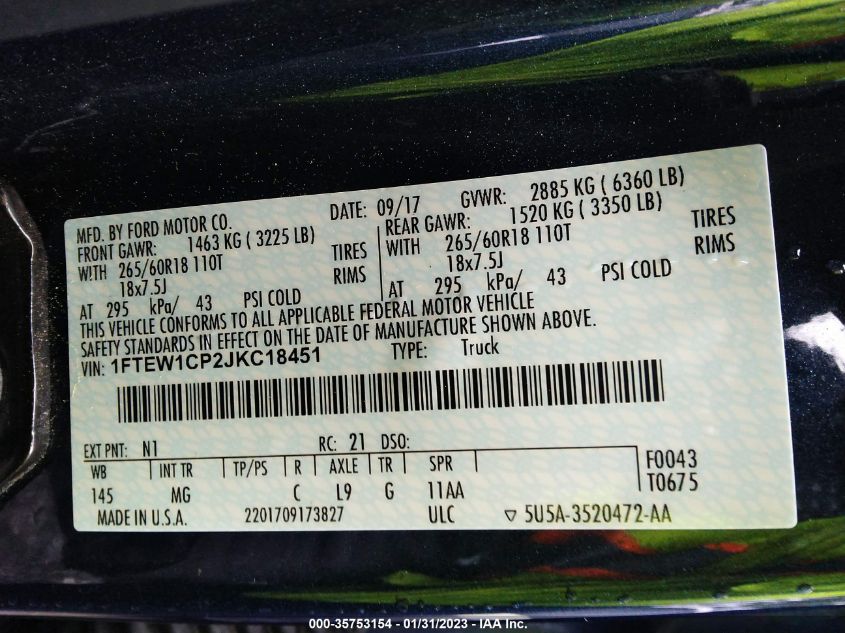 MFD. BY FORD MOTOR CO. DATE: 09/17 GVWR: 2885 KG ( 6360 LB)
FRONT GAWR: 1463 KG ( 3225 LB) REAR GAWR: 1520 KG ( 3350 LB)
WITH 265/60R18 110T TIRES WITH 265/60R18 110T TIRES
18x7.5J RIMS 18x7.5J RIMS
AT 295 kPa/ 43 PSI COLD AT 295 kPa/ 43 PSI COLD
THIS VEHICLE CONFORMS TO ALL APPLICABLE FEDERAL MOTOR VEHICLE
SAFETY STANDARDS IN EFFECT ON THE DATE OF MANUFACTURE SHOWN ABOVE.
VIN: 1FTEW1CP2JKC18451 TYPE: Truck
EXT PNT: N1 RC: 21 DSO:
WB INT TR TP/PS R AXLE TR SPR F0043
145 MG C L9 G 11AA T0675
MADE IN U.S.A. 2201709173827 ULC ▽ 5U5A-3520472-AA
000-35753154 - 01/31/2023 - IAA Inc.